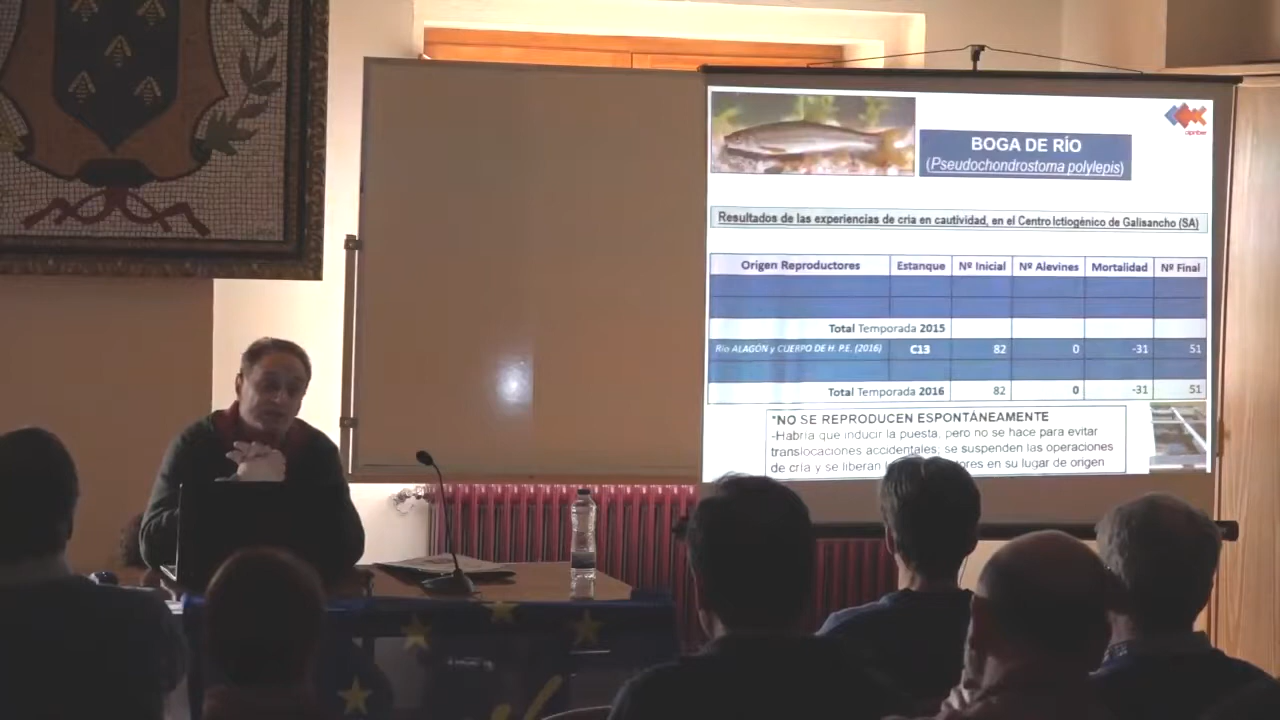 BOGA DE RÍO
(Pseudochondrostoma polylepis)
Resultados de las experiencias de cria en cautividad, en el Centro Ictiogénico de Galisancho (SA)
Origen Reproductores Estanque Nº Inicial Nº Alevines Mortalidad Nº Final
Total Temporada 2015
Río ALAGÓN y CUERPO DE H. P.E. (2016) C13 82 0 -31 51
Total Temporada 2016 82 0 -31 51
*NO SE REPRODUCEN ESPONTÁNEAMENTE
-Habría que inducir la puesta, pero no se hace para evitar
translocaciones accidentales; se suspenden las operaciones
de cría y se liberan ores en su lugar de origen